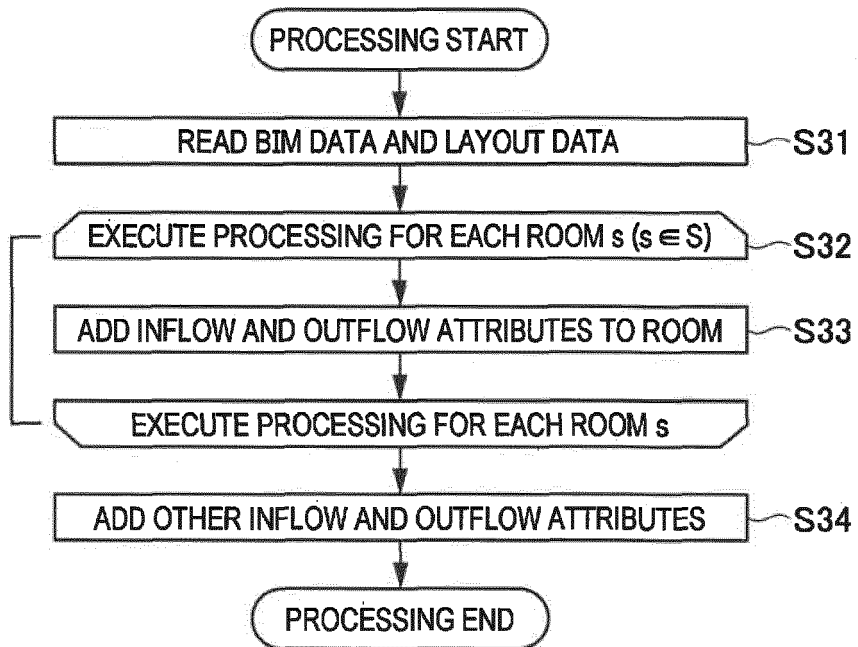 PROCESSING START
READ BIM DATA AND LAYOUT DATA
S31
EXECUTE PROCESSING FOR EACH ROOM s (s ∈ S)
S32
ADD INFLOW AND OUTFLOW ATTRIBUTES TO ROOM
S33
EXECUTE PROCESSING FOR EACH ROOM s
ADD OTHER INFLOW AND OUTFLOW ATTRIBUTES
S34
PROCESSING END